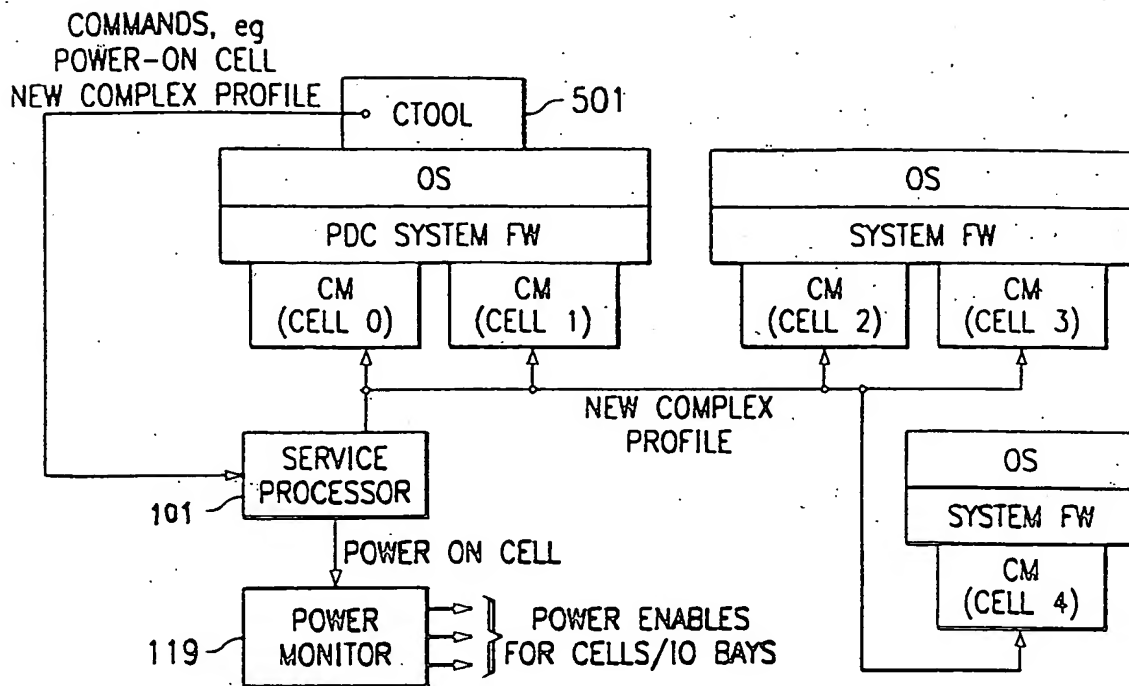 COMMANDS, eg
POWER-ON CELL
NEW COMPLEX PROFILE
CTOOL
501
OS
PDC SYSTEM FW
CM
(CELL 0)
CM
(CELL 1)
OS
SYSTEM FW
CM
(CELL 2)
CM
(CELL 3)
NEW COMPLEX
PROFILE
SERVICE
PROCESSOR
101
OS
SYSTEM FW
CM
(CELL 4)
POWER ON CELL
POWER
MONITOR
119
POWER ENABLES
FOR CELLS/IO BAYS